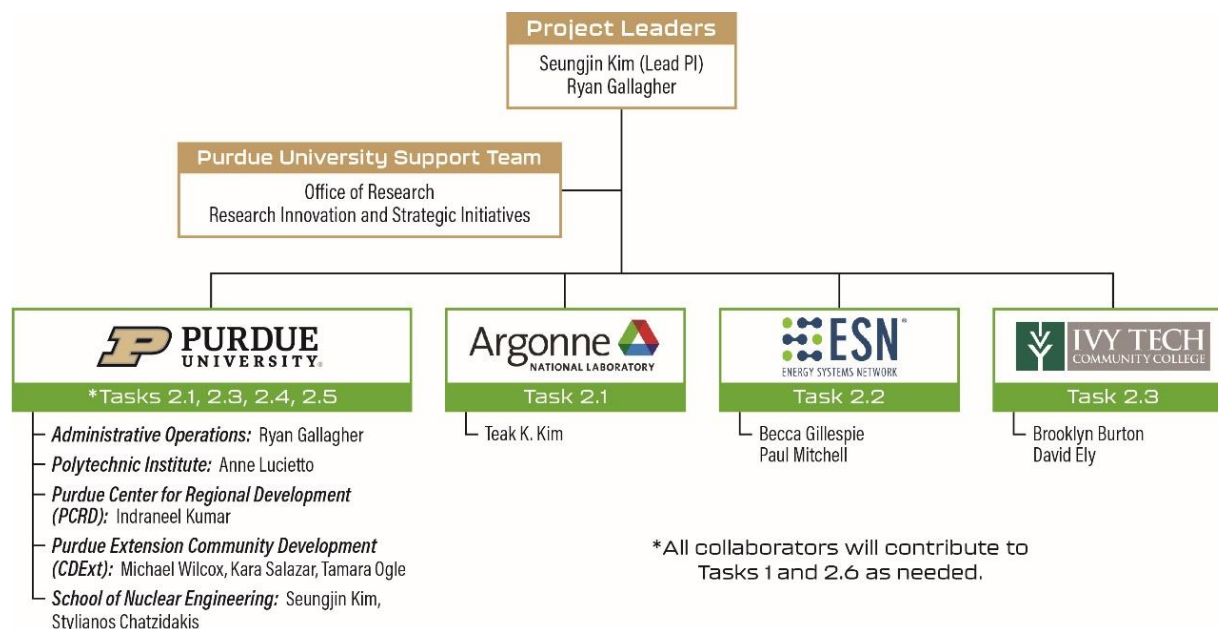 Project Leaders
Seungjin Kim (Lead PI)
Ryan Gallagher
Purdue University Support Team
Office of Research
Research Innovation and Strategic Initiatives
PURDUE
UNIVERSITY®
*Tasks 2.1, 2.3, 2.4, 2.5
Administrative Operations: Ryan Gallagher
Polytechnic Institute: Anne Lucietto
Purdue Center for Regional Development
(PCRD): Indraneel Kumar
Purdue Extension Community Development
(CDExt): Michael Wilcox, Kara Salazar, Tamara Ogle
School of Nuclear Engineering: Seungjin Kim,
Stylianos Chatzidakis
Argonne
NATIONAL LABORATORY
Task 2.1
Teak K. Kim
ESN®
ENERGY SYSTEMS NETWORK
Task 2.2
Becca Gillespie
Paul Mitchell
IVY TECH
COMMUNITY COLLEGE
Task 2.3
Brooklyn Burton
David Ely
*All collaborators will contribute to
Tasks 1 and 2.6 as needed.